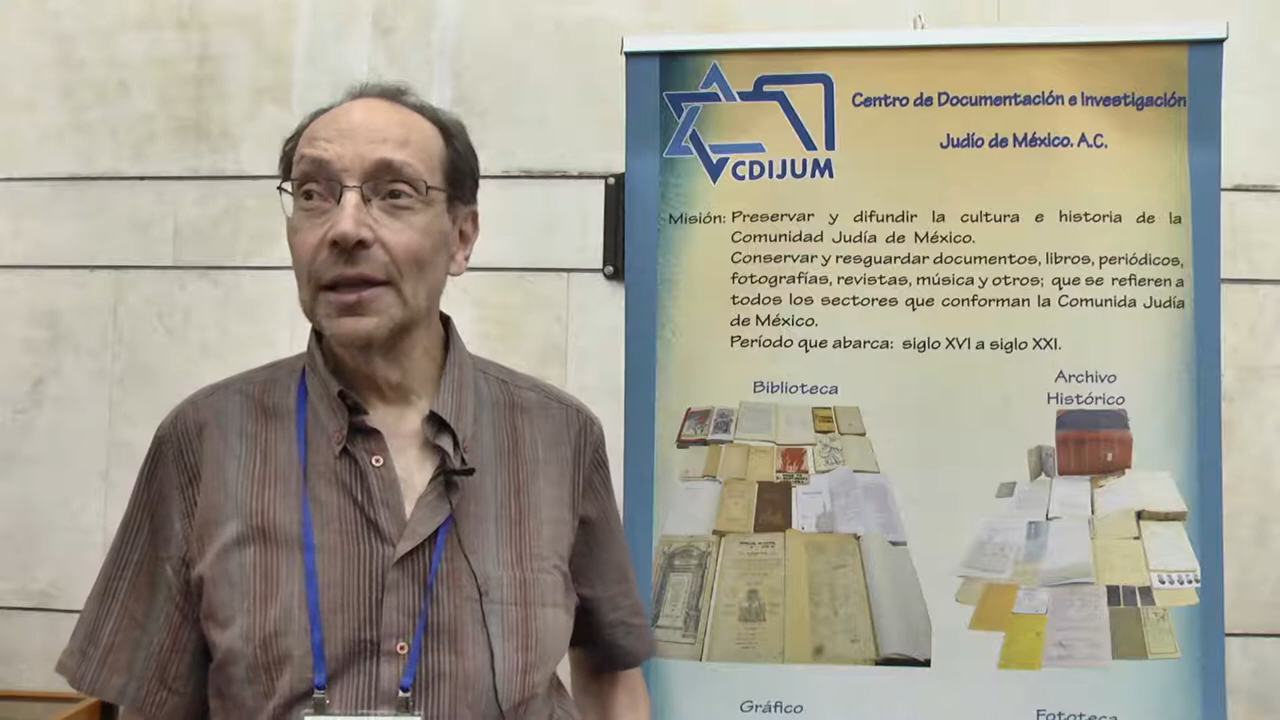 CDIJUM
Centro de Documentación e Investigación
Judío de México. A.C.
Misión: Preservar y difundir la cultura e historia de la
Comunidad Judía de México.
Conservar y resguardar documentos, libros, periódicos,
fotografías, revistas, música y otros; que se refieren a
todos los sectores que conforman la Comunida Judía
de México.
Período que abarca: siglo XVI a siglo XXI.
Biblioteca
Archivo
Histórico
Gráfico
Fototeca